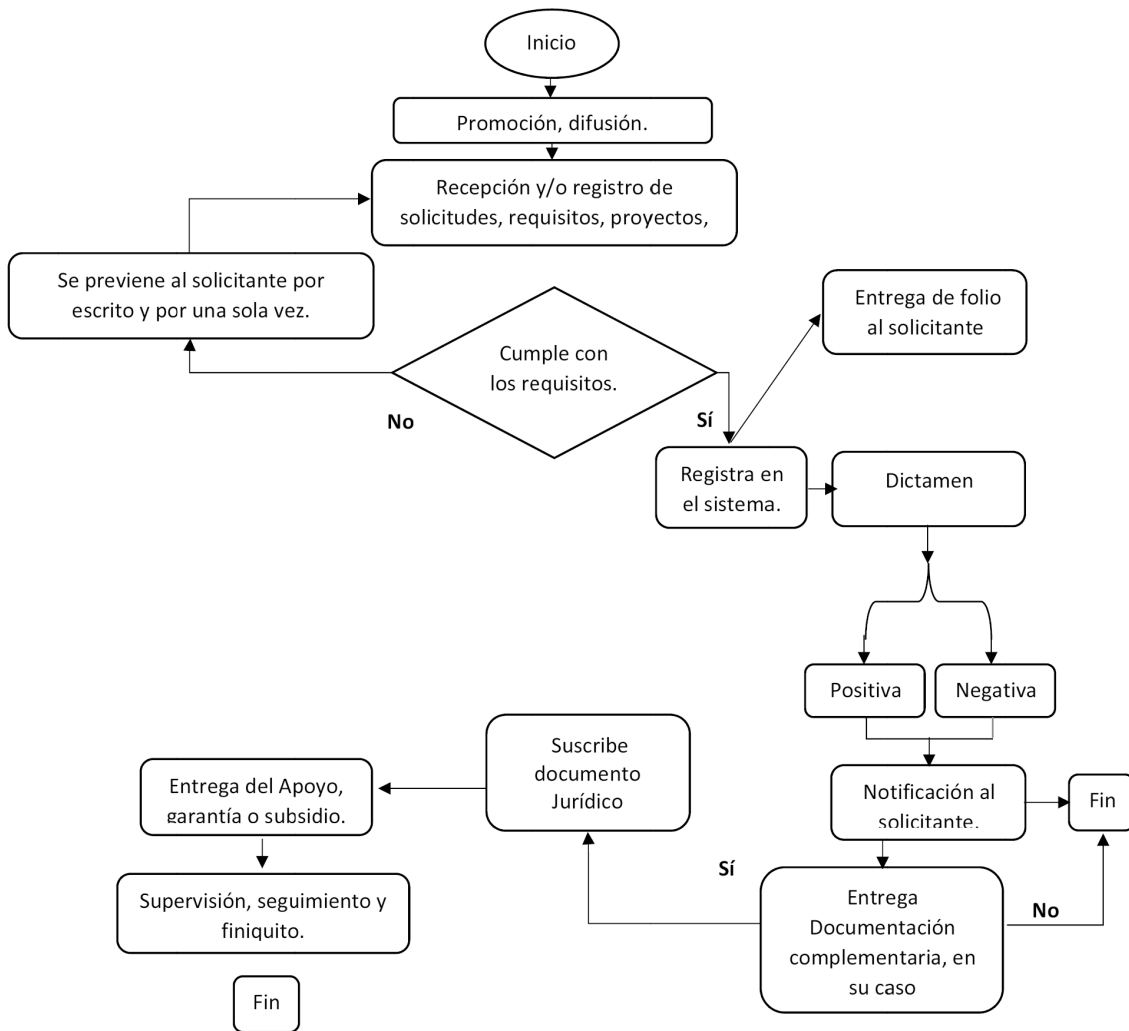 Inicio
Promoción, difusión.
Recepción y/o registro de
solicitudes, requisitos, proyectos,
Se previene al solicitante por
escrito y por una sola vez.
Entrega de folio
al solicitante
Cumple con
los requisitos.
No
Sí
Registra en
el sistema.
Dictamen
Positiva
Negativa
Suscribe
documento
Jurídico
Entrega del Apoyo,
garantía o subsidio.
Notificación al
solicitante.
Fin
Sí
Supervisión, seguimiento y
finiquito.
Entrega
Documentación
complementaria, en
su caso
No
Fin